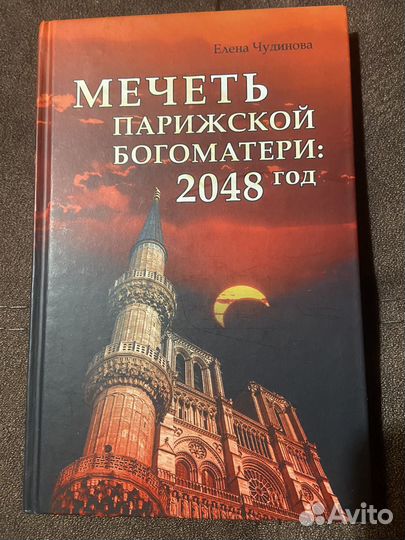 Елена Чудинова
МЕЧЕТЬ
ПАРИЖСКОЙ
БОГОМАТЕРИ:
2048 год
Avito